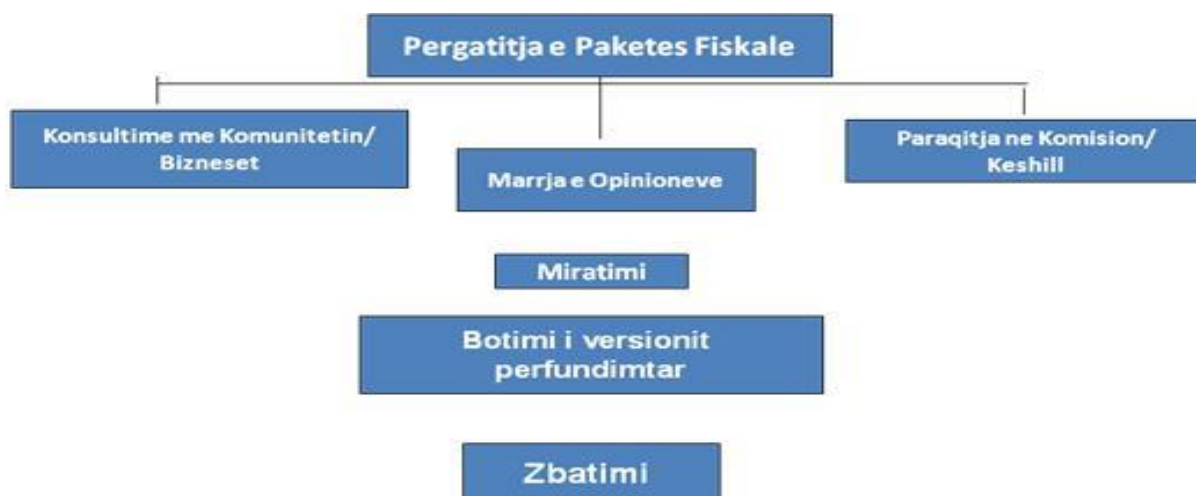 Pergatitja e Paketes Fiskale
Konsultime me Komunitetin/
Bizneset
Marrja e Opinioneve
Paraqitja ne Komision/
Keshill
Miratimi
Botimi i versionit
perfundimtar
Zbatimi